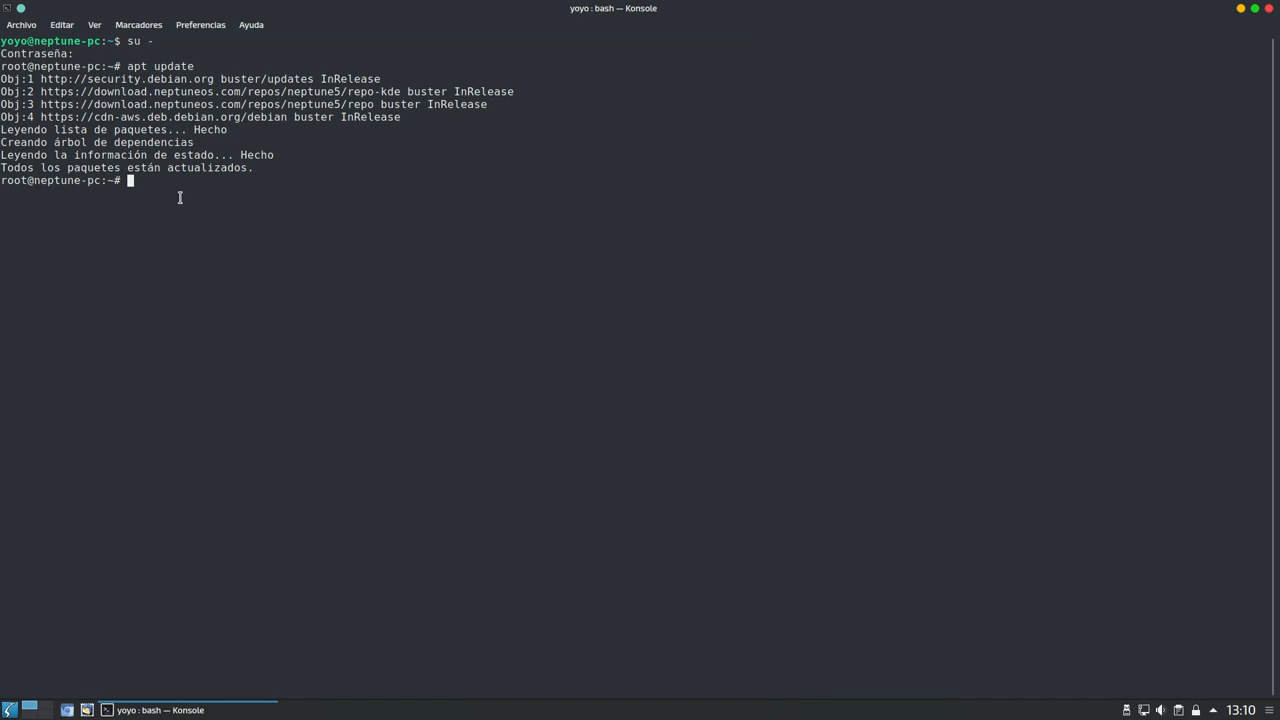 yoyo : bash — Konsole
Archivo Editar Ver Marcadores Preferencias Ayuda
yoyo@neptune-pc:~$ su -
Contraseña:
root@neptune-pc:~# apt update
Obj:1 http://security.debian.org buster/updates InRelease
Obj:2 https://download.neptuneos.com/repos/neptune5/repo-kde buster InRelease
Obj:3 https://download.neptuneos.com/repos/neptune5/repo buster InRelease
Obj:4 https://cdn-aws.deb.debian.org/debian buster InRelease
Leyendo lista de paquetes... Hecho
Creando árbol de dependencias
Leyendo la información de estado... Hecho
Todos los paquetes están actualizados.
root@neptune-pc:~#
yoyo : bash — Konsole
13:10